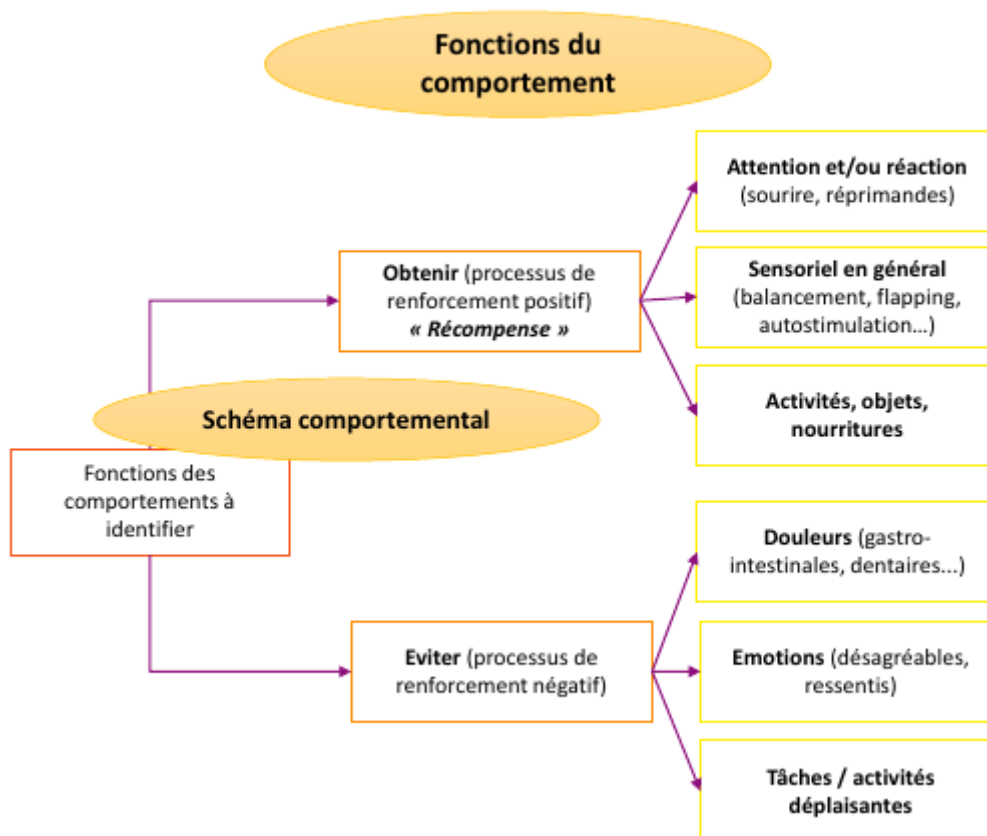 Fonctions du
comportement
Attention et/ou réaction
(sourire, réprimandes)
Obtenir (processus de
renforcement positif)
« Récompense »
Sensoriel en général
(balancement, flapping,
autostimulation...)
Activités, objets,
nourritures
Schéma comportemental
Fonctions des
comportements à
identifier
Douleurs (gastro-
intestinales, dentaires...)
Eviter (processus de
renforcement négatif)
Emotions (désagréables,
ressentis)
Tâches / activités
déplaisantes